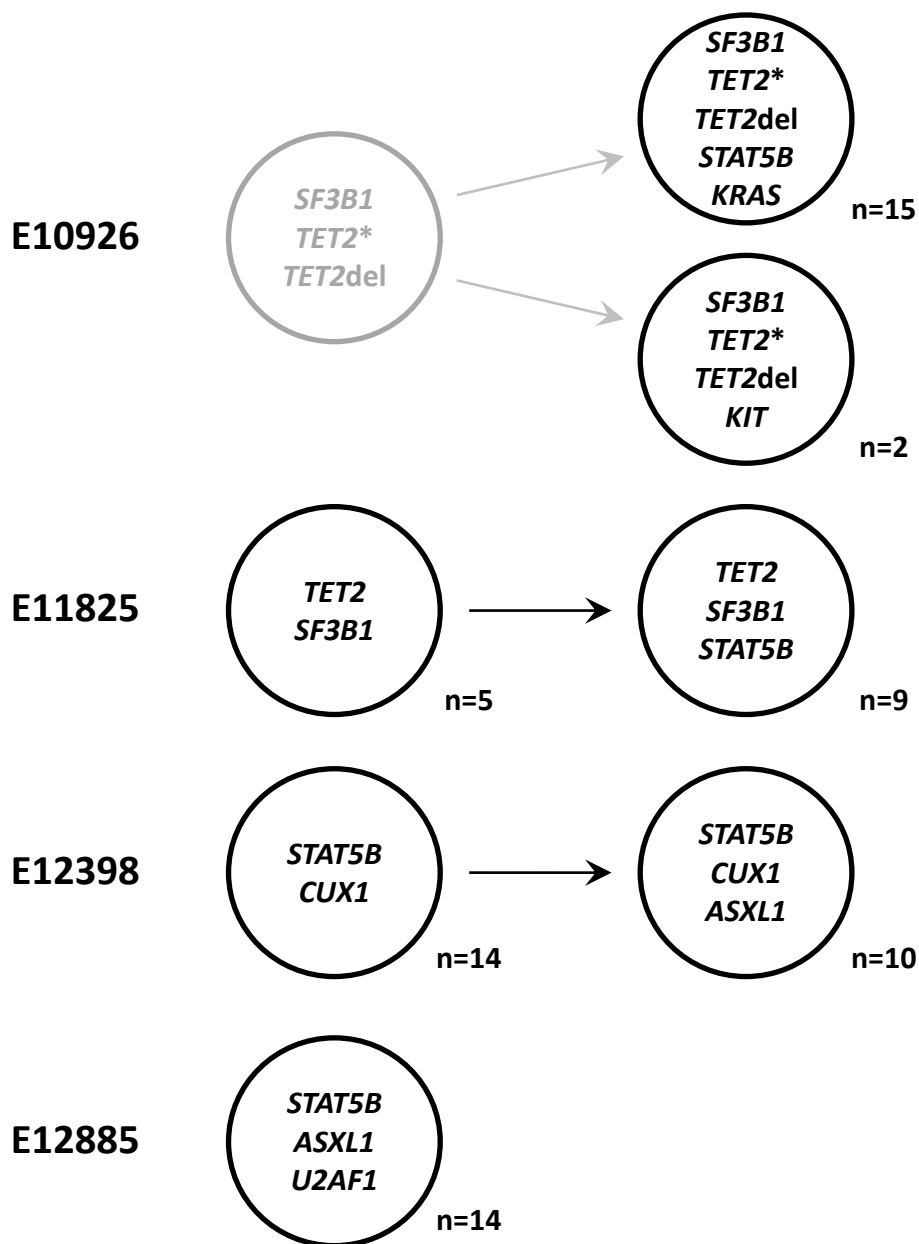 E10926
SF3B1
TET2*
TET2del
SF3B1
TET2*
TET2del
STAT5B
KRAS
n=15
SF3B1
TET2*
TET2del
KIT
n=2
E11825
TET2
SF3B1
n=5
TET2
SF3B1
STAT5B
n=9
E12398
STAT5B
CUX1
n=14
STAT5B
CUX1
ASXL1
n=10
E12885
STAT5B
ASXL1
U2AF1
n=14